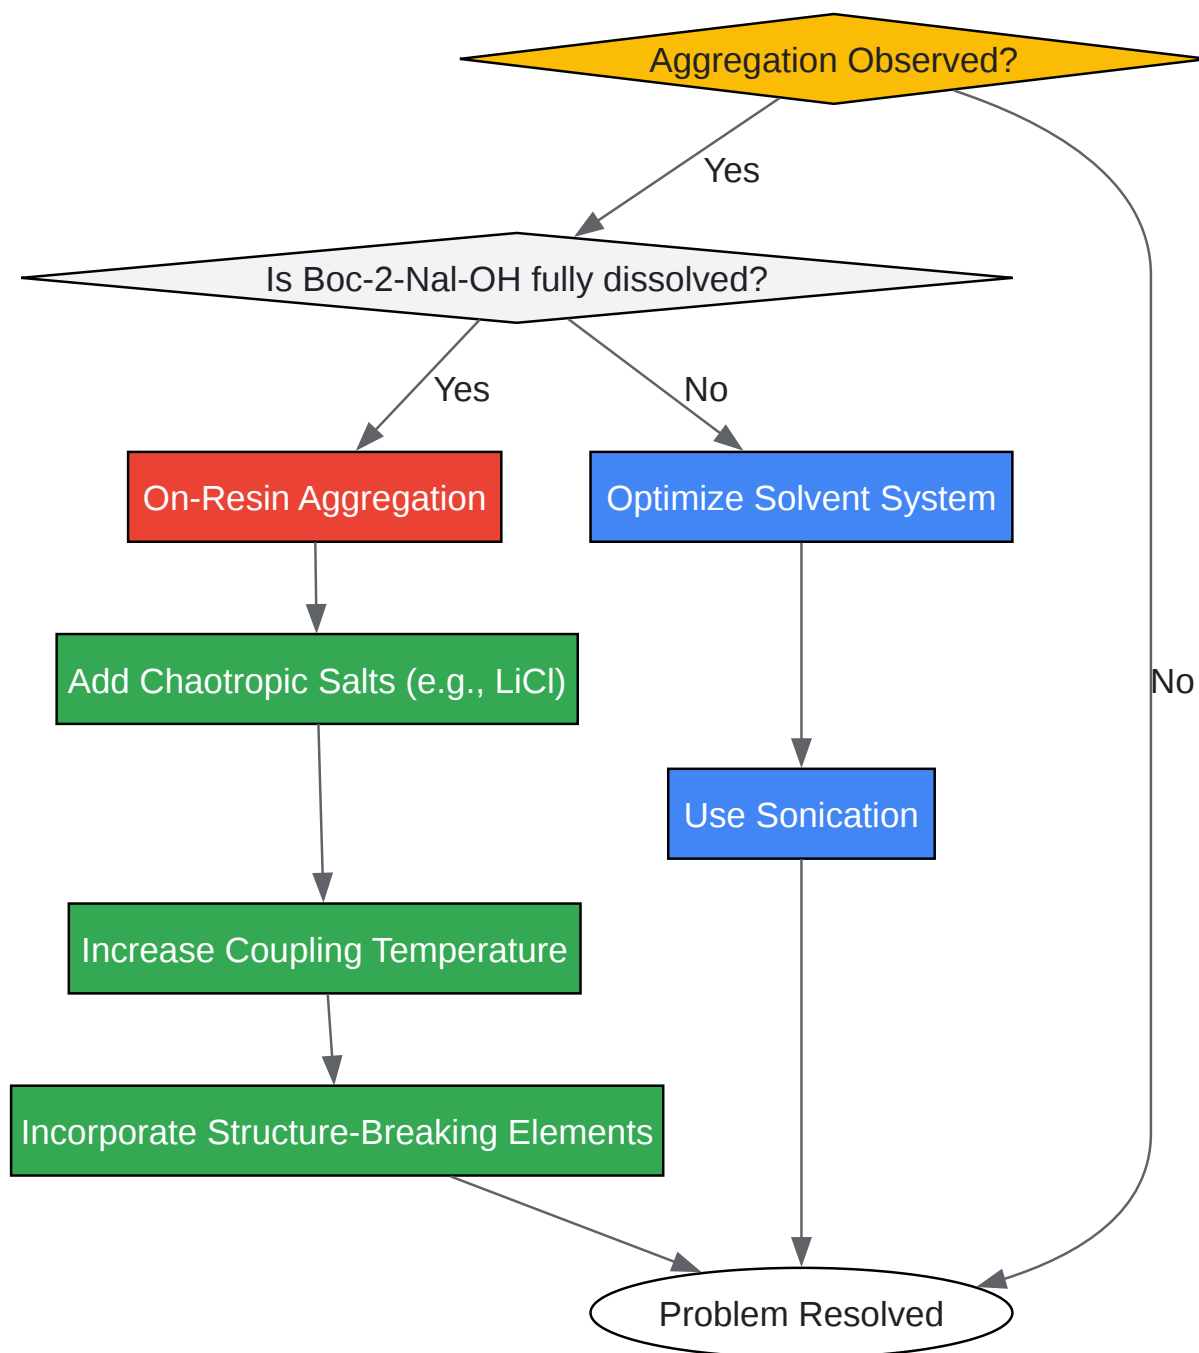 Aggregation Observed?
Yes
Is Boc-2-Nal-OH fully dissolved?
Yes
No
On-Resin Aggregation
Optimize Solvent System
Add Chaotropic Salts (e.g., LiCl)
No
Use Sonication
Increase Coupling Temperature
Incorporate Structure-Breaking Elements
Problem Resolved